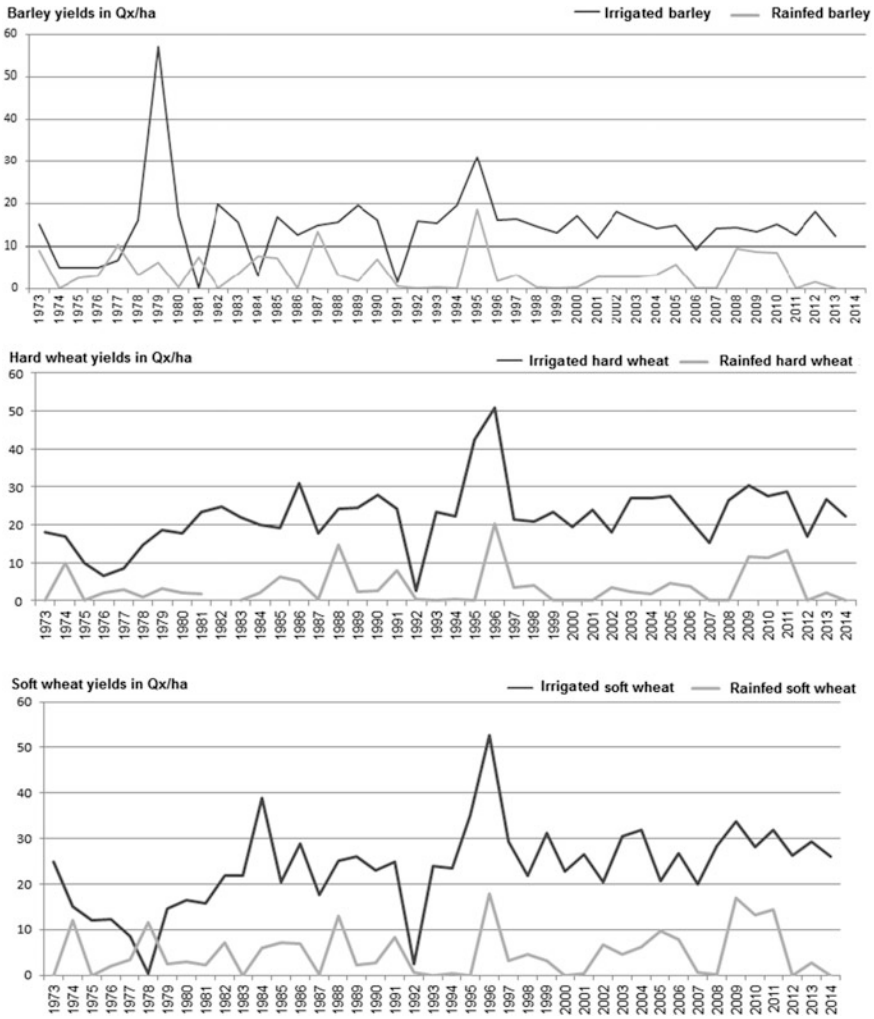 Barley yields in Qx/ha
Irrigated barley Rainfed barley
60
50
40
30
20
10
0
1973 1974 1975 1976 1977 1978 1979 1980 1981 1982 1983 1984 1985 1986 1987 1988 1989 1990 1991 1992 1993 1994 1995 1996 1997 1998 1999 2000 2001 2002 2003 2004 2005 2006 2007 2008 2009 2010 2011 2012 2013 2014
Hard wheat yields in Qx/ha
Irrigated hard wheat Rainfed hard wheat
60
50
40
30
20
10
0
1973 1974 1975 1976 1977 1978 1979 1980 1981 1982 1983 1984 1985 1986 1987 1988 1989 1990 1991 1992 1993 1994 1995 1996 1997 1998 1999 2000 2001 2002 2003 2004 2005 2006 2007 2008 2009 2010 2011 2012 2013 2014
Soft wheat yields in Qx/ha
Irrigated soft wheat Rainfed soft wheat
60
50
40
30
20
10
0
1973 1974 1975 1976 1977 1978 1979 1980 1981 1982 1983 1984 1985 1986 1987 1988 1989 1990 1991 1992 1993 1994 1995 1996 1997 1998 1999 2000 2001 2002 2003 2004 2005 2006 2007 2008 2009 2010 2011 2012 2013 2014